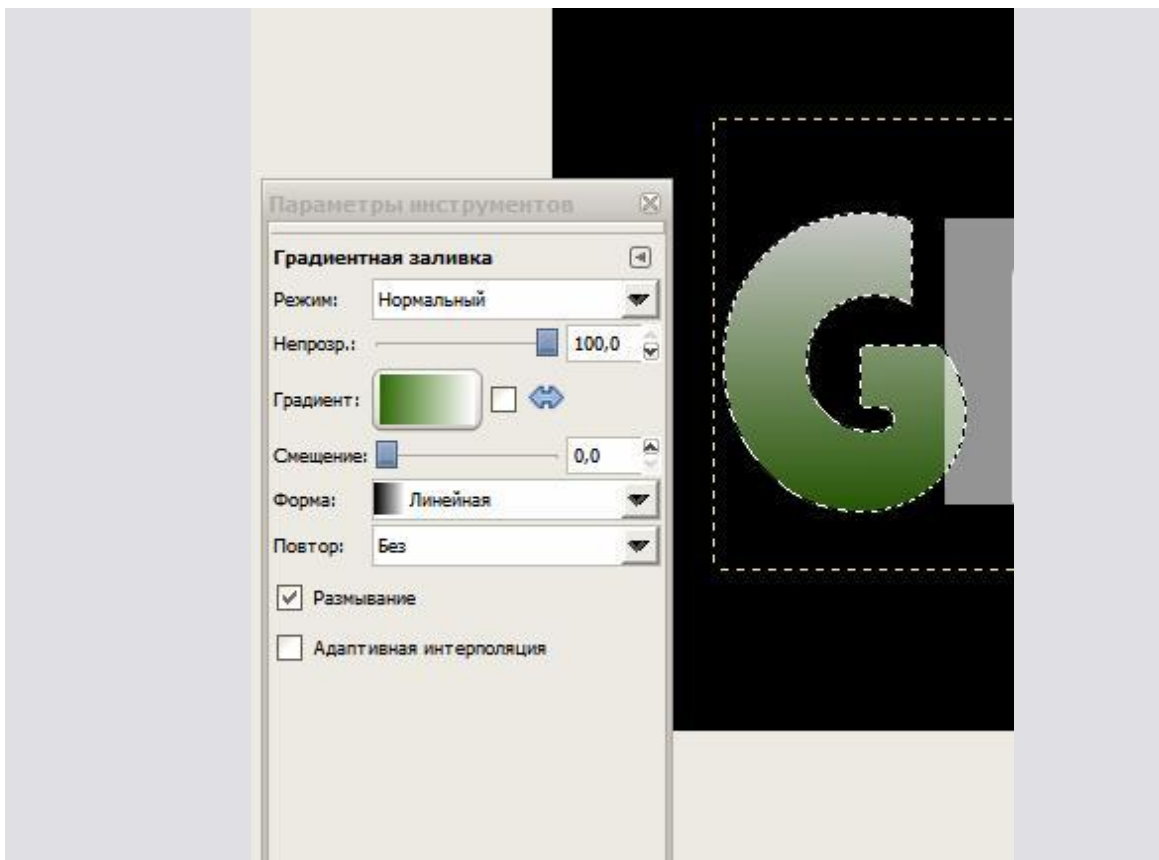 Параметры инструментов
Градиентная заливка
Режим: Нормальный
Непрозр.: 100,0
Градиент:
Смещение: 0,0
Форма: Линейная
Повтор: Без
Размывание
Адаптивная интерполяция
G